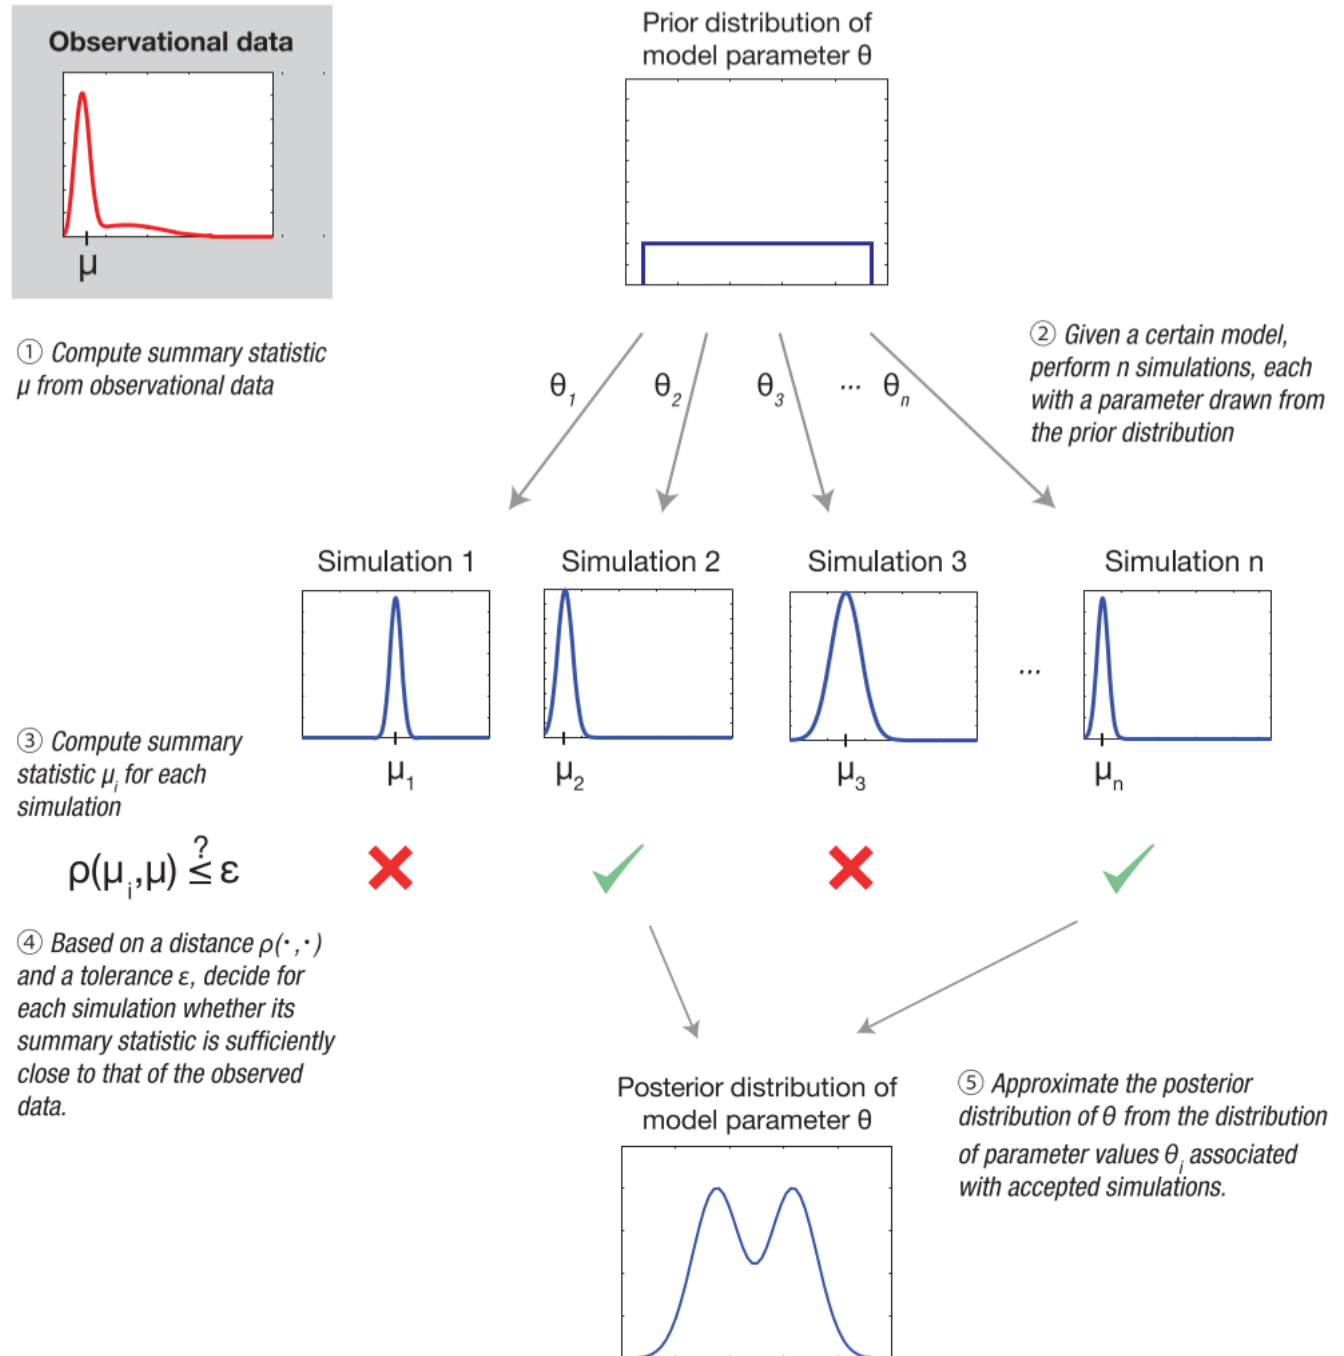 Observational data
μ
① Compute summary statistic
μ from observational data
Prior distribution of
model parameter θ
② Given a certain model,
perform n simulations, each
with a parameter drawn from
the prior distribution
θ₁ θ₂ θ₃ ... θₙ
Simulation 1
Simulation 2
Simulation 3
...
Simulation n
μ₁
μ₂
μ₃
μₙ
③ Compute summary
statistic μᵢ for each
simulation
?
ρ(μᵢ,μ) ≤ ε
④ Based on a distance ρ(·,·)
and a tolerance ε, decide for
each simulation whether its
summary statistic is sufficiently
close to that of the observed
data.
Posterior distribution of
model parameter θ
⑤ Approximate the posterior
distribution of θ from the distribution
of parameter values θᵢ associated
with accepted simulations.